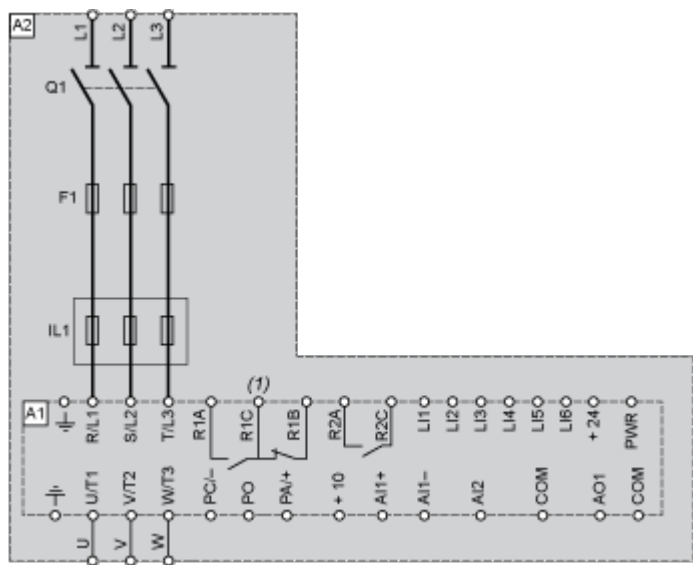 A2
L1 L2 L3
Q1
F1
IL1
(1)
A1
R/L1 S/L2 T/L3 R1A R1C R1B R2A R2C LI1 LI2 LI3 LI4 LI5 LI6 +24 PWR
U/T1 V/T2 W/T3 PC/– PO PA/+ +10 AI1+ AI1– AI2 COM AO1 COM
U V W